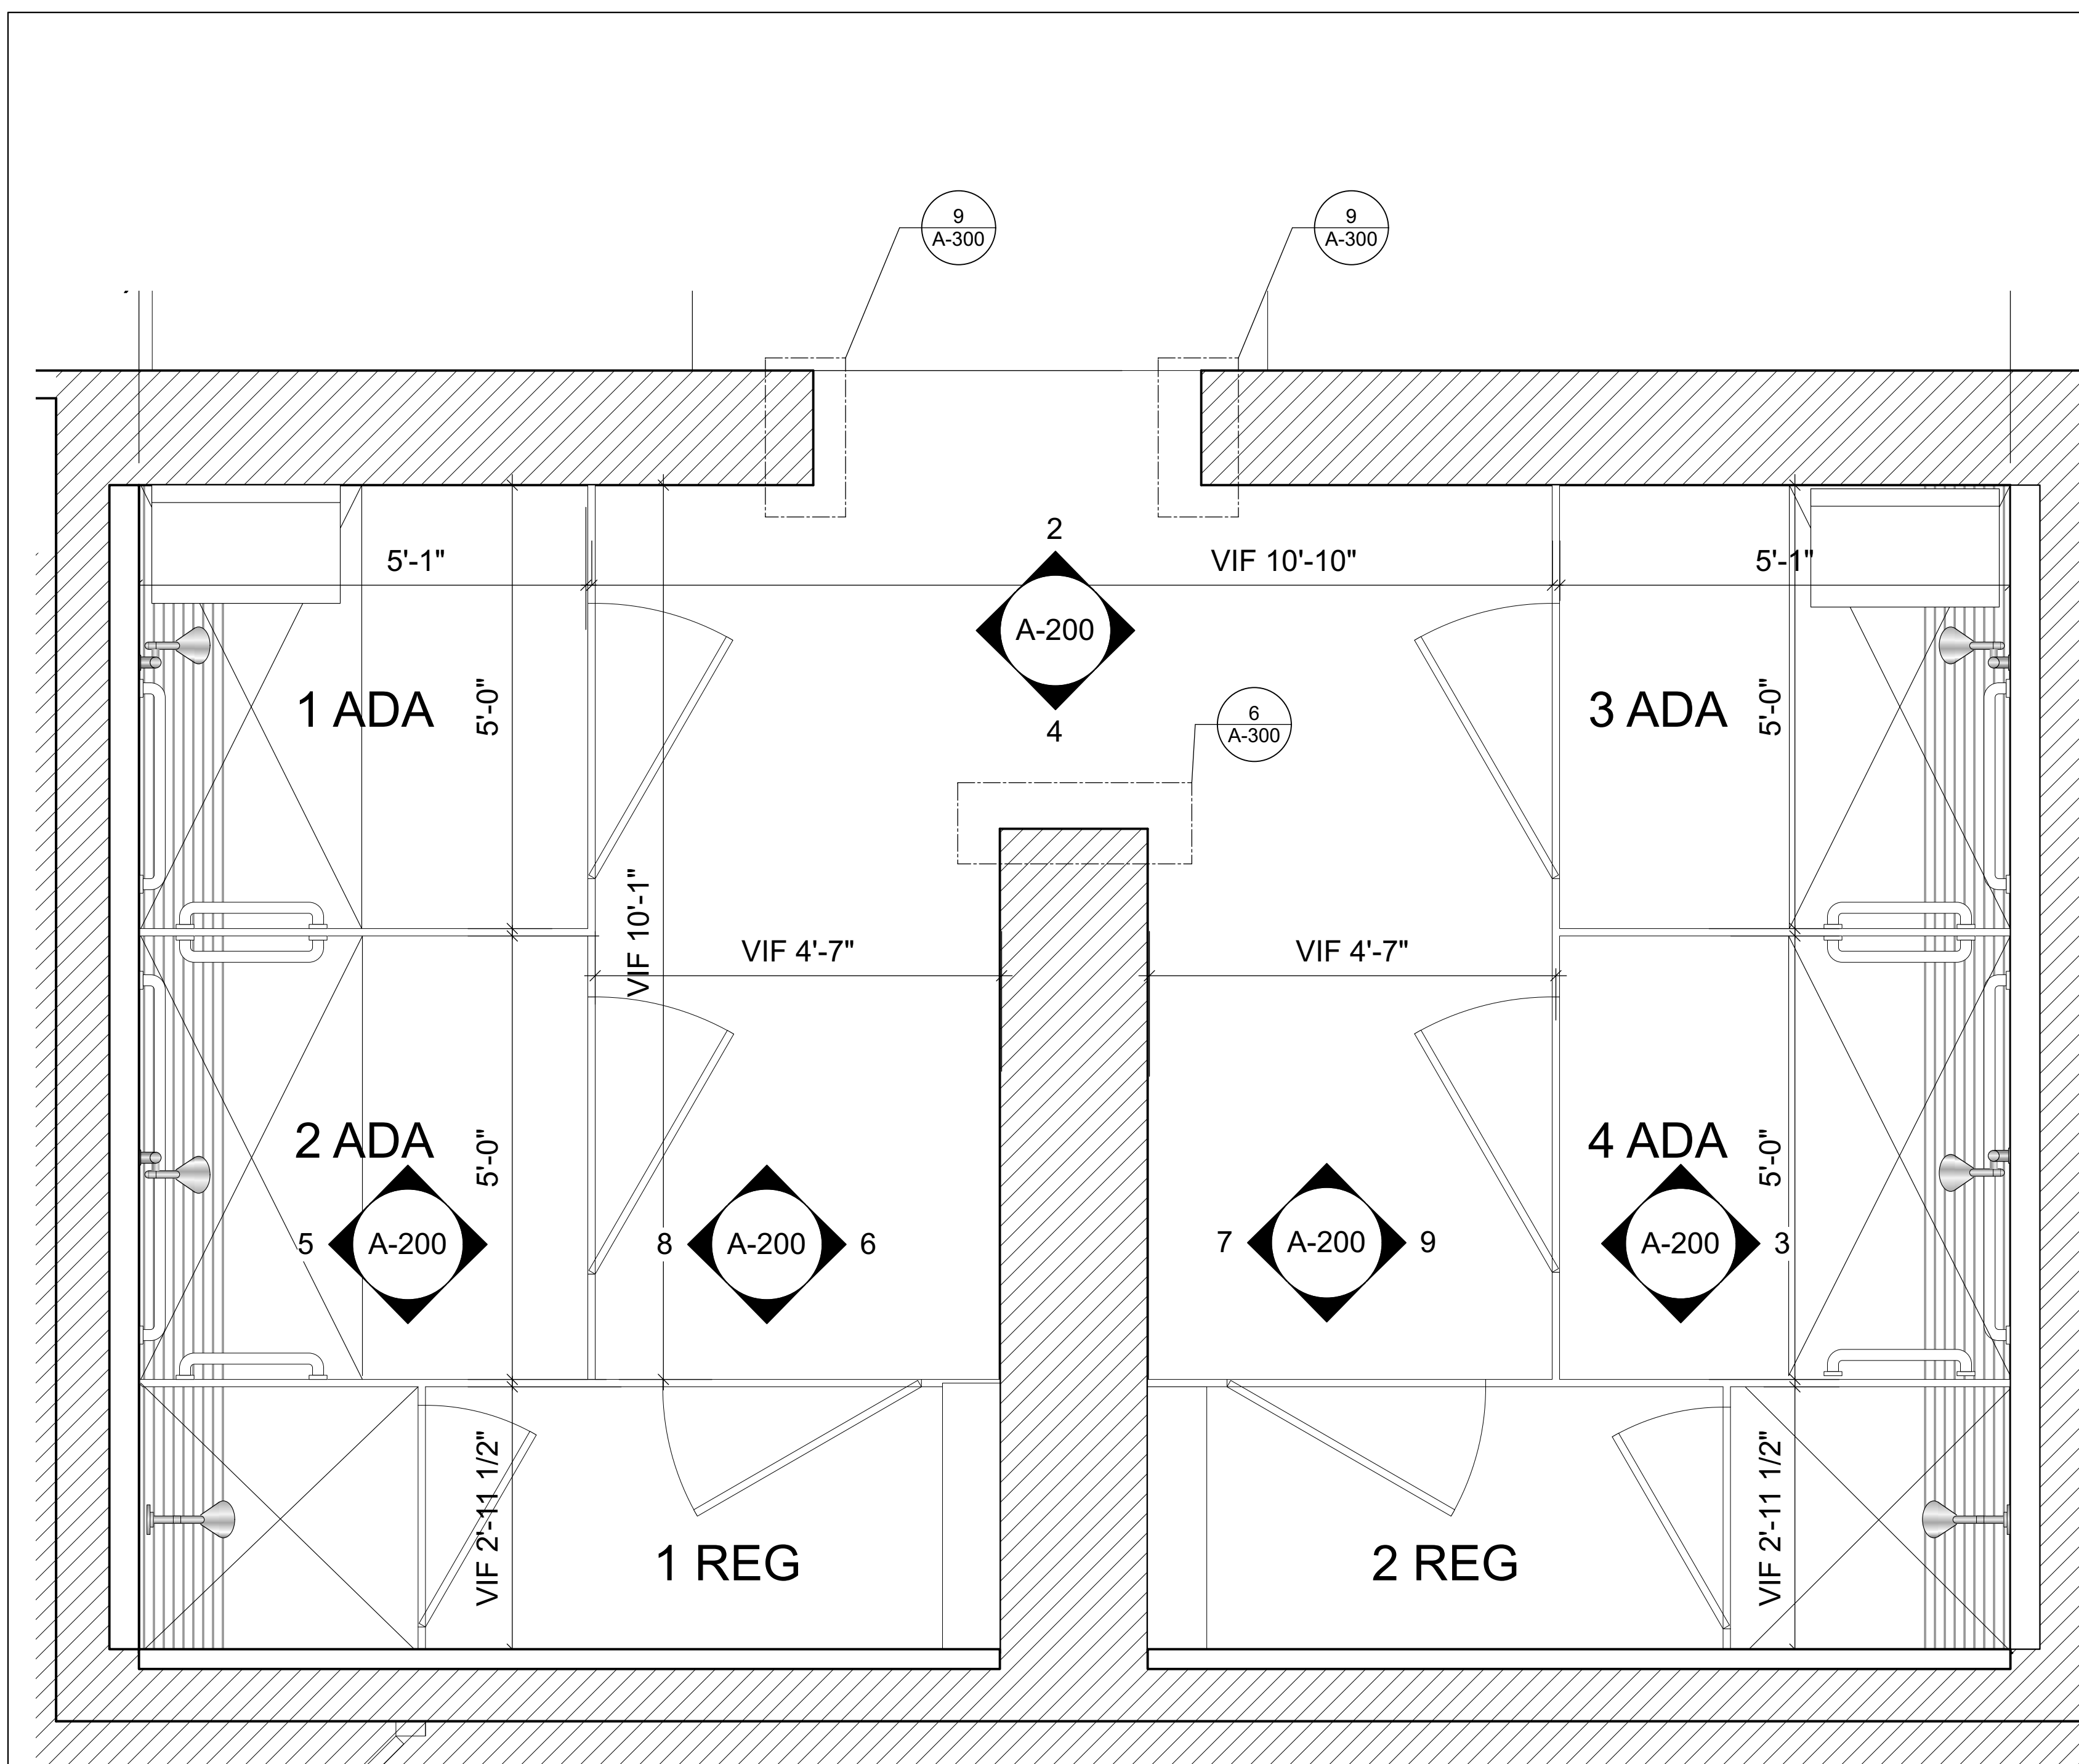 9
A-300
9
A-300
2
5'-1"
VIF 10'-10"
5'-1"
A-200
1 ADA
5'-0"
4
6
A-300
3 ADA
5'-0"
VIF 10'-1"
VIF 4'-7"
VIF 4'-7"
2 ADA
5'-0"
4 ADA
5'-0"
5
A-200
8
A-200
6
7
A-200
9
A-200
3
VIF 2'-11 1/2"
1 REG
2 REG
VIF 2'-11 1/2"